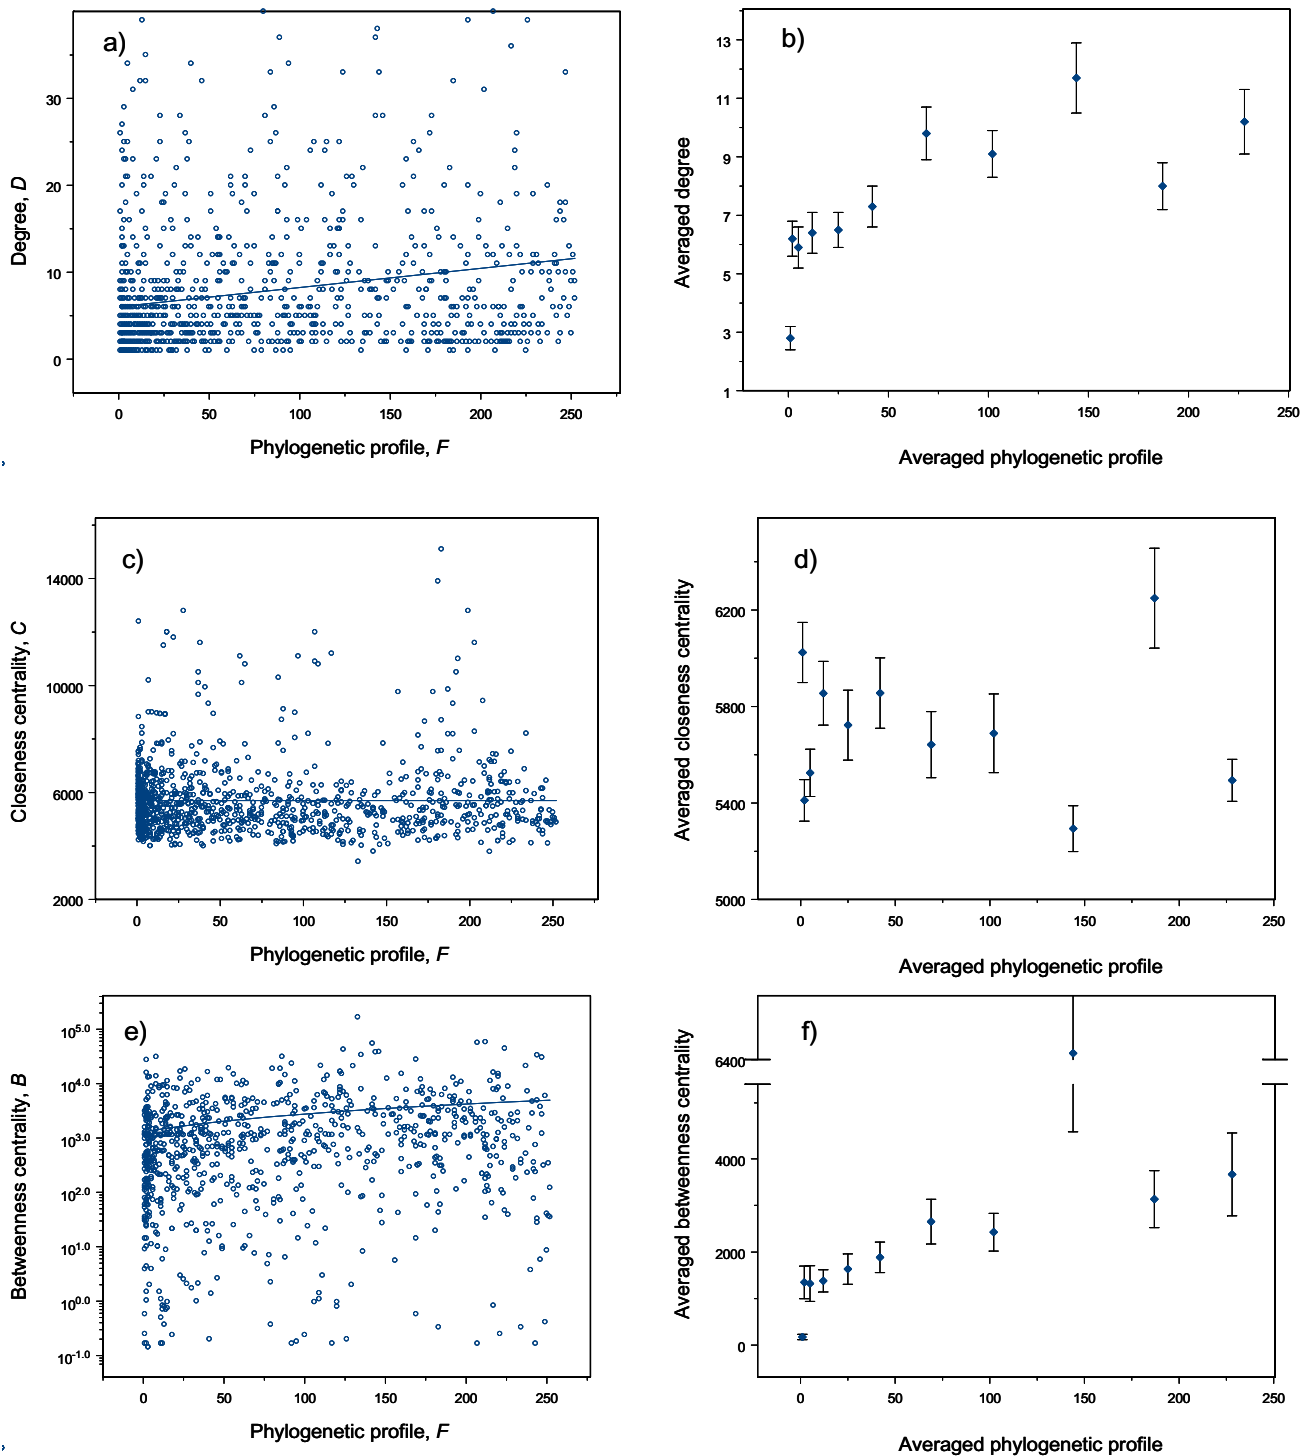 a)
30
20
10
0
Degree, D
0 50 100 150 200 250
Phylogenetic profile, F
b)
13
11
9
7
5
3
1
Averaged degree
0 50 100 150 200 250
Averaged phylogenetic profile
c)
14000
10000
6000
2000
Closeness centrality, C
0 50 100 150 200 250
Phylogenetic profile, F
d)
6200
5800
5400
5000
Averaged closeness centrality
0 50 100 150 200 250
Averaged phylogenetic profile
e)
10^5.0
10^4.0
10^3.0
10^2.0
10^1.0
10^0.0
10^-1.0
Betweenness centrality, B
0 50 100 150 200 250
Phylogenetic profile, F
f)
6400
4000
2000
0
Averaged betweenness centrality
0 50 100 150 200 250
Averaged phylogenetic profile